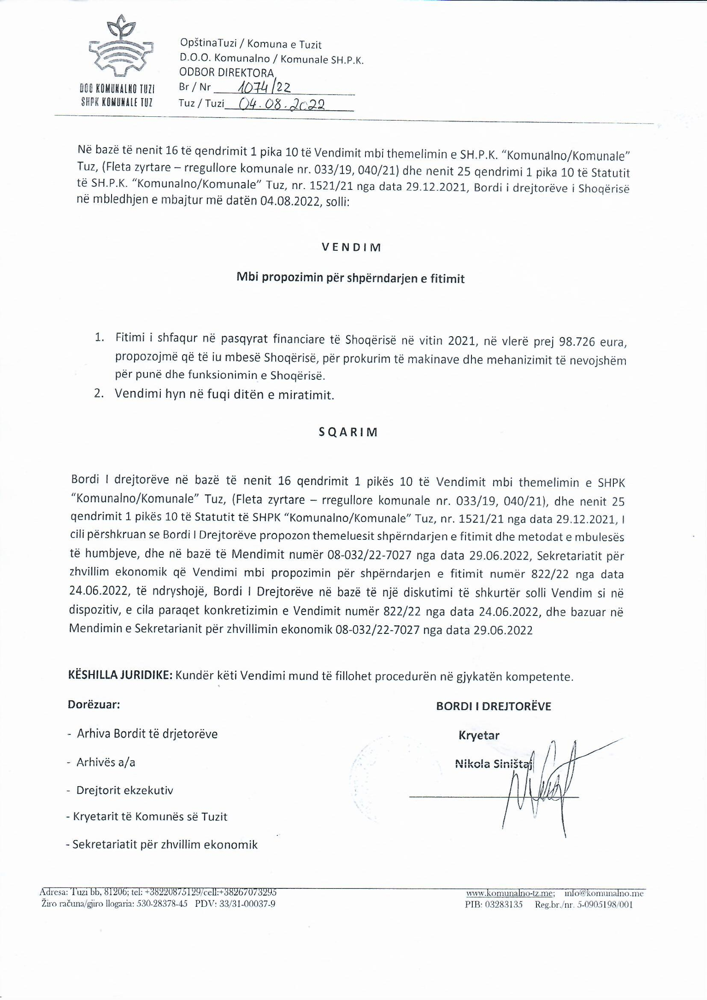 DOO KOMUNALNO TUZI
SHPK KOMUNALE TUZ
OpštinaTuzi / Komuna e Tuzit
D.O.O. Komunalno / Komunale SH.P.K.
ODBOR DIREKTORA
Br / Nr 1074/22
Tuz / Tuzi 04.08.2022
Në bazë të nenit 16 të qendrimit 1 pika 10 të Vendimit mbi themelimin e SH.P.K. “Komunalno/Komunale”
Tuz, (Fleta zyrtare – rregullore komunale nr. 033/19, 040/21) dhe nenit 25 qendrimi 1 pika 10 të Statutit
të SH.P.K. “Komunalno/Komunale” Tuz, nr. 1521/21 nga data 29.12.2021, Bordi i drejtorëve i Shoqërisë
në mbledhjen e mbajtur më datën 04.08.2022, solli:
V E N D I M
Mbi propozimin për shpërndarjen e fitimit
1. Fitimi i shfaqur në pasqyrat financiare të Shoqërisë në vitin 2021, në vlerë prej 98.726 eura,
propozojmë që të iu mbesë Shoqërisë, për prokurim të makinave dhe mehanizimit të nevojshëm
për punë dhe funksionimin e Shoqërisë.
2. Vendimi hyn në fuqi ditën e miratimit.
S Q A R I M
Bordi I drejtorëve në bazë të nenit 16 qendrimit 1 pikës 10 të Vendimit mbi themelimin e SHPK
“Komunalno/Komunale” Tuz, (Fleta zyrtare – rregullore komunale nr. 033/19, 040/21), dhe nenit 25
qendrimit 1 pikës 10 të Statutit të SHPK “Komunalno/Komunale” Tuz, nr. 1521/21 nga data 29.12.2021, I
cili përshkruan se Bordi I Drejtorëve propozon themeluesit shpërndarjen e fitimit dhe metodat e mbulesës
të humbjeve, dhe në bazë të Mendimit numër 08-032/22-7027 nga data 29.06.2022, Sekretariatit për
zhvillim ekonomik që Vendimi mbi propozimin për shpërndarjen e fitimit numër 822/22 nga data
24.06.2022, të ndryshojë, Bordi I Drejtorëve në bazë të një diskutimi të shkurtër solli Vendim si në
dispozitiv, e cila paraqet konkretizimin e Vendimit numër 822/22 nga data 24.06.2022, dhe bazuar në
Mendimin e Sekretarianit për zhvillimin ekonomik 08-032/22-7027 nga data 29.06.2022
KËSHILLA JURIDIKE: Kundër këti Vendimi mund të fillohet procedurën në gjykatën kompetente.
Dorëzuar:
BORDI I DREJTORËVE
- Arhiva Bordit të drjetorëve
Kryetar
- Arhivës a/a
Nikola Siništaj
- Drejtorit ekzekutiv
- Kryetarit të Komunës së Tuzit
- Sekretariatit për zhvillim ekonomik
Adresa: Tuzi bb, 81206; tel: +38220875129/cell:+38267073295
www.komunalno-tz.me; info@komunalno.me
Žiro računa/gjiro llogaria: 530-28378-45 PDV: 33/31-00037-9
PIB: 03283135 Reg.br./nr. 5-0905198/001